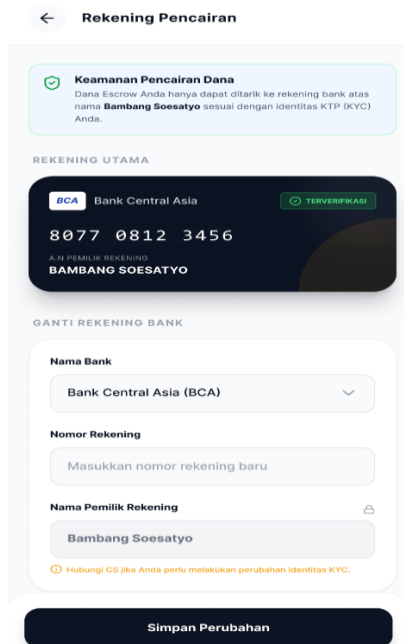 Rekening Pencairan
Keamanan Pencairan Dana
Dana Escrow Anda hanya dapat ditarik ke rekening bank atas
nama Bambang Soesatyo sesuai dengan identitas KTP (KYC)
Anda.
REKENING UTAMA
BCA Bank Central Asia TERVERIFIKASI
8077 0812 3456
A.N PEMILIK REKENING
BAMBANG SOESATYO
GANTI REKENING BANK
Nama Bank
Bank Central Asia (BCA)
Nomor Rekening
Masukkan nomor rekening baru
Nama Pemilik Rekening
Bambang Soesatyo
Hubungi CS jika Anda perlu melakukan perubahan identitas KYC.
Simpan Perubahan